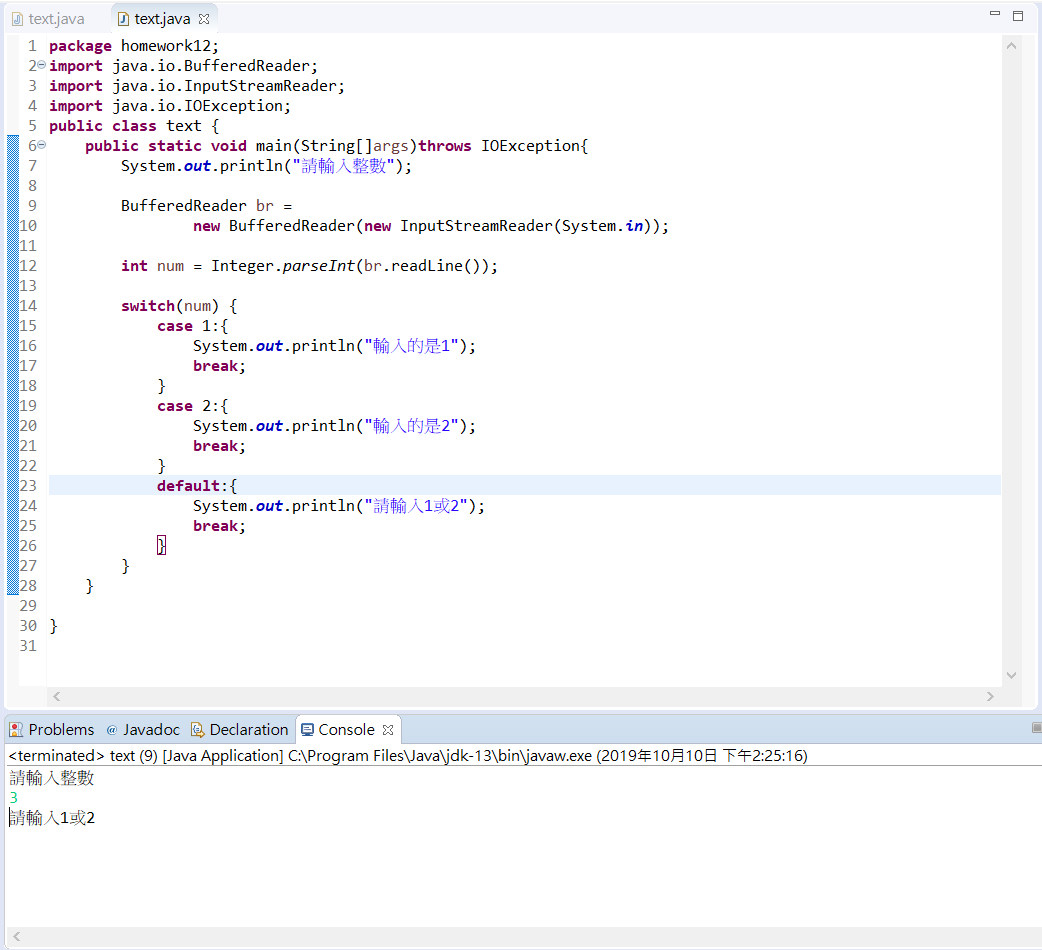 text.java text.java
1 package homework12;
2 import java.io.BufferedReader;
3 import java.io.InputStreamReader;
4 import java.io.IOException;
5 public class text {
6     public static void main(String[]args)throws IOException{
7         System.out.println("請輸入整數");
8
9         BufferedReader br =
10                 new BufferedReader(new InputStreamReader(System.in));
11
12         int num = Integer.parseInt(br.readLine());
13
14         switch(num) {
15             case 1:{
16                 System.out.println("輸入的是1");
17                 break;
18             }
19             case 2:{
20                 System.out.println("輸入的是2");
21                 break;
22             }
23             default:{
24                 System.out.println("請輸入1或2");
25                 break;
26             }
27         }
28     }
29
30 }
31
Problems @ Javadoc Declaration Console
<terminated> text (9) [Java Application] C:\Program Files\Java\jdk-13\bin\javaw.exe (2019年10月10日 下午2:25:16)
請輸入整數
3
請輸入1或2